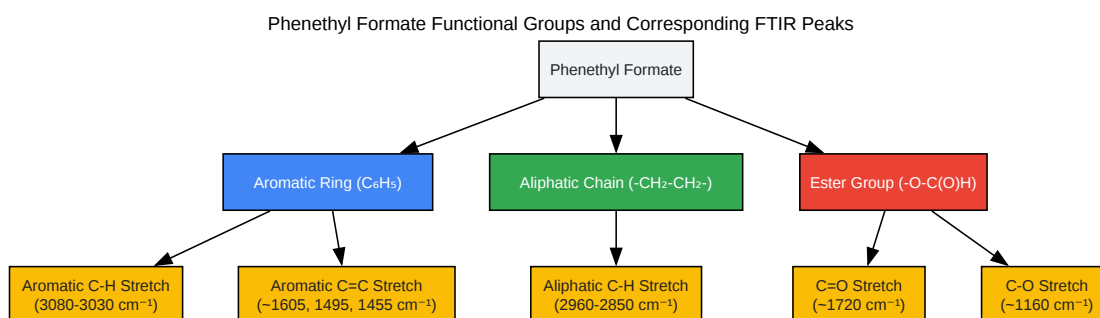 Phenethyl Formate Functional Groups and Corresponding FTIR Peaks
Phenethyl Formate
Aromatic Ring (C₆H₅)
Aliphatic Chain (-CH₂-CH₂-)
Ester Group (-O-C(O)H)
Aromatic C-H Stretch
(3080-3030 cm⁻¹)
Aromatic C=C Stretch
(~1605, 1495, 1455 cm⁻¹)
Aliphatic C-H Stretch
(2960-2850 cm⁻¹)
C=O Stretch
(~1720 cm⁻¹)
C-O Stretch
(~1160 cm⁻¹)